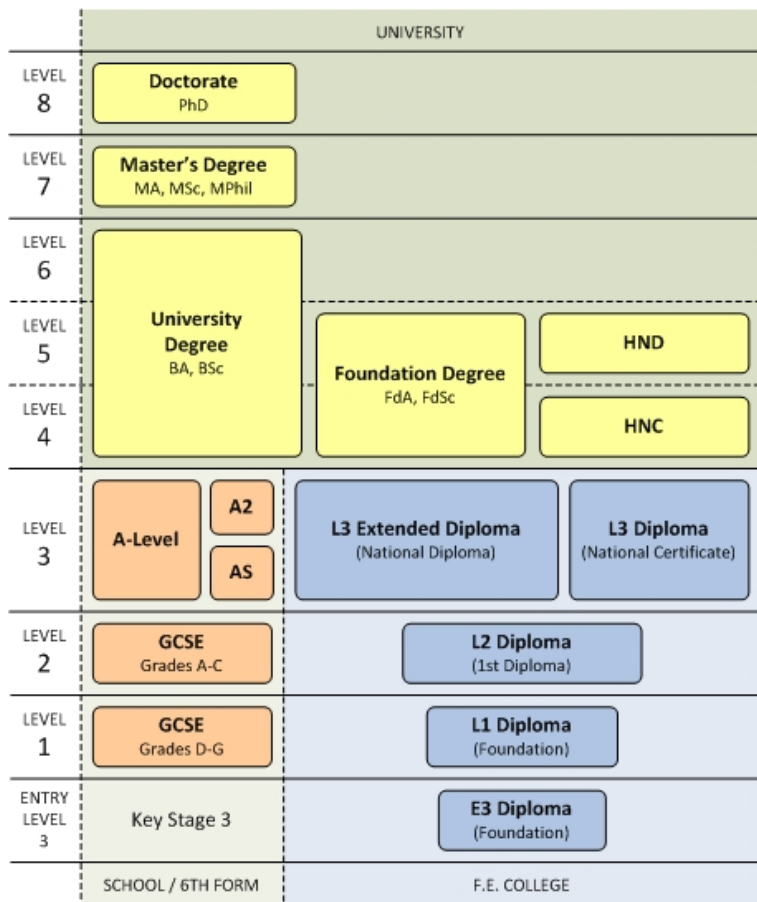 UNIVERSITY
LEVEL
8
Doctorate
PhD
LEVEL
7
Master's Degree
MA, MSc, MPhil
LEVEL
6
LEVEL
5
University
Degree
BA, BSc
Foundation Degree
FdA, FdSc
HND
LEVEL
4
HNC
LEVEL
3
A-Level
A2
AS
L3 Extended Diploma
(National Diploma)
L3 Diploma
(National Certificate)
LEVEL
2
GCSE
Grades A-C
L2 Diploma
(1st Diploma)
LEVEL
1
GCSE
Grades D-G
L1 Diploma
(Foundation)
ENTRY
LEVEL
3
Key Stage 3
E3 Diploma
(Foundation)
SCHOOL / 6TH FORM
F.E. COLLEGE